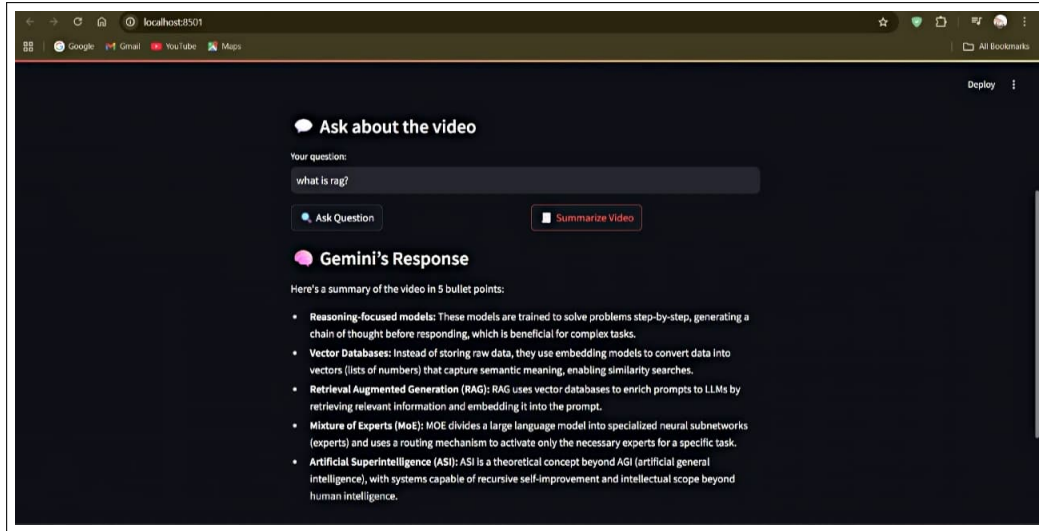 localhost:8501
Google Gmail YouTube Maps All Bookmarks
Deploy
Ask about the video
Your question:
what is rag?
Ask Question Summarize Video
Gemini's Response
Here's a summary of the video in 5 bullet points:
• Reasoning-focused models: These models are trained to solve problems step-by-step, generating a
chain of thought before responding, which is beneficial for complex tasks.
• Vector Databases: Instead of storing raw data, they use embedding models to convert data into
vectors (lists of numbers) that capture semantic meaning, enabling similarity searches.
• Retrieval Augmented Generation (RAG): RAG uses vector databases to enrich prompts to LLMs by
retrieving relevant information and embedding it into the prompt.
• Mixture of Experts (MoE): MOE divides a large language model into specialized neural subnetworks
(experts) and uses a routing mechanism to activate only the necessary experts for a specific task.
• Artificial Superintelligence (ASI): ASI is a theoretical concept beyond AGI (artificial general
intelligence), with systems capable of recursive self-improvement and intellectual scope beyond
human intelligence.